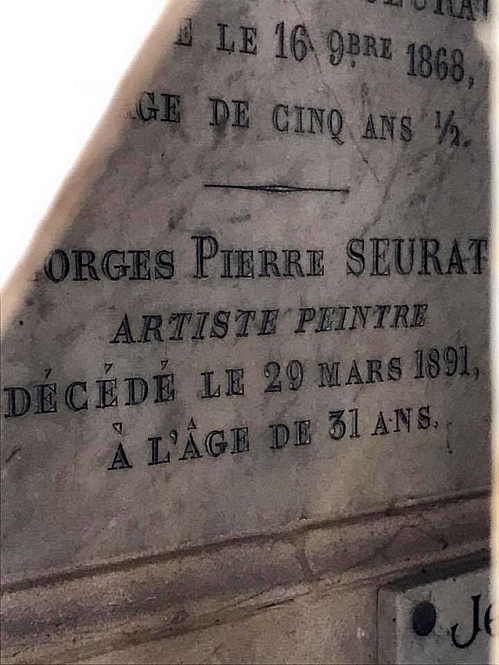 SEURAT
LE 16 9BRE 1868,
DE CINQ ANS ½.
ORGES PIERRE SEURAT
ARTISTE PEINTRE
DÉCÉDÉ LE 29 MARS 1891,
À L'ÂGE DE 31 ANS.